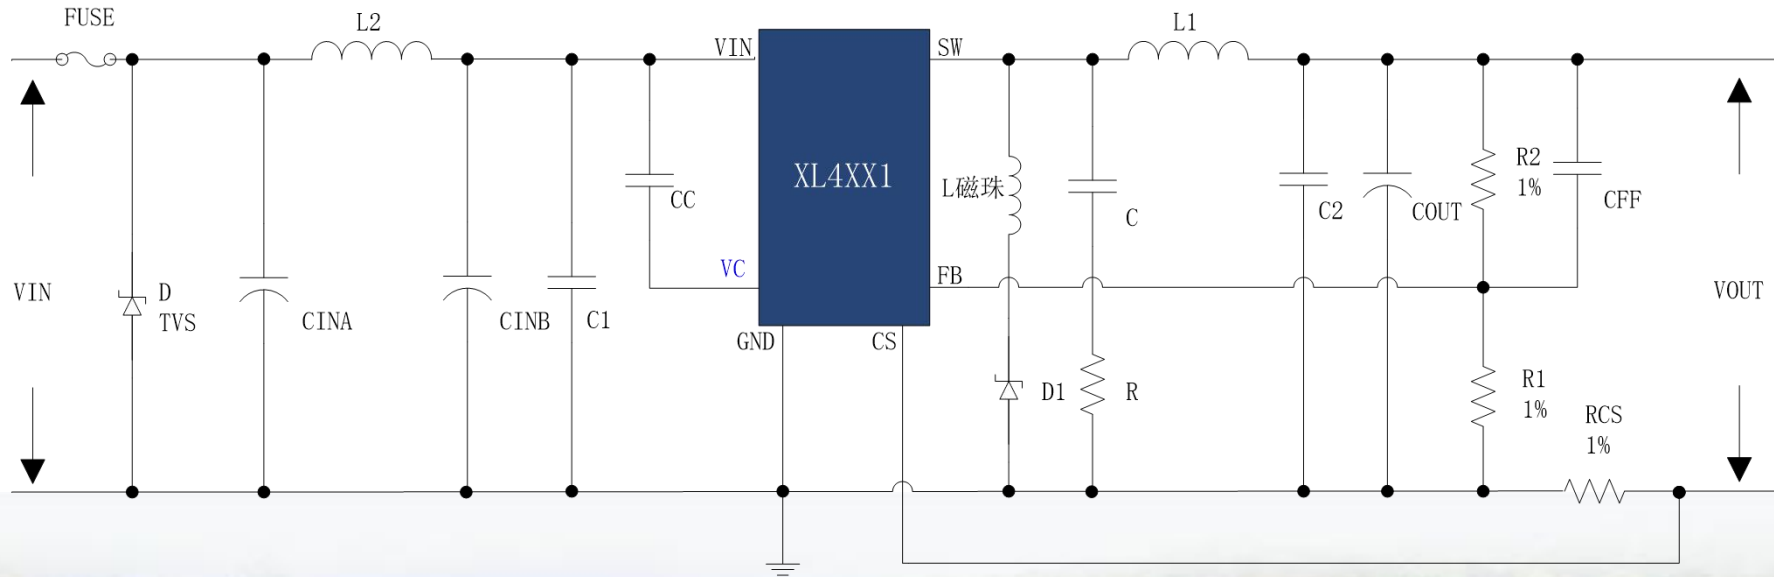 FUSE
L2
L1
VIN
SW
XL4XX1
R2
1%
L磁珠
CC
C
C2
COUT
CFF
VC
FB
VIN
D
TVS
CINA
CINB
C1
VOUT
GND
CS
D1
R
R1
1%
RCS
1%